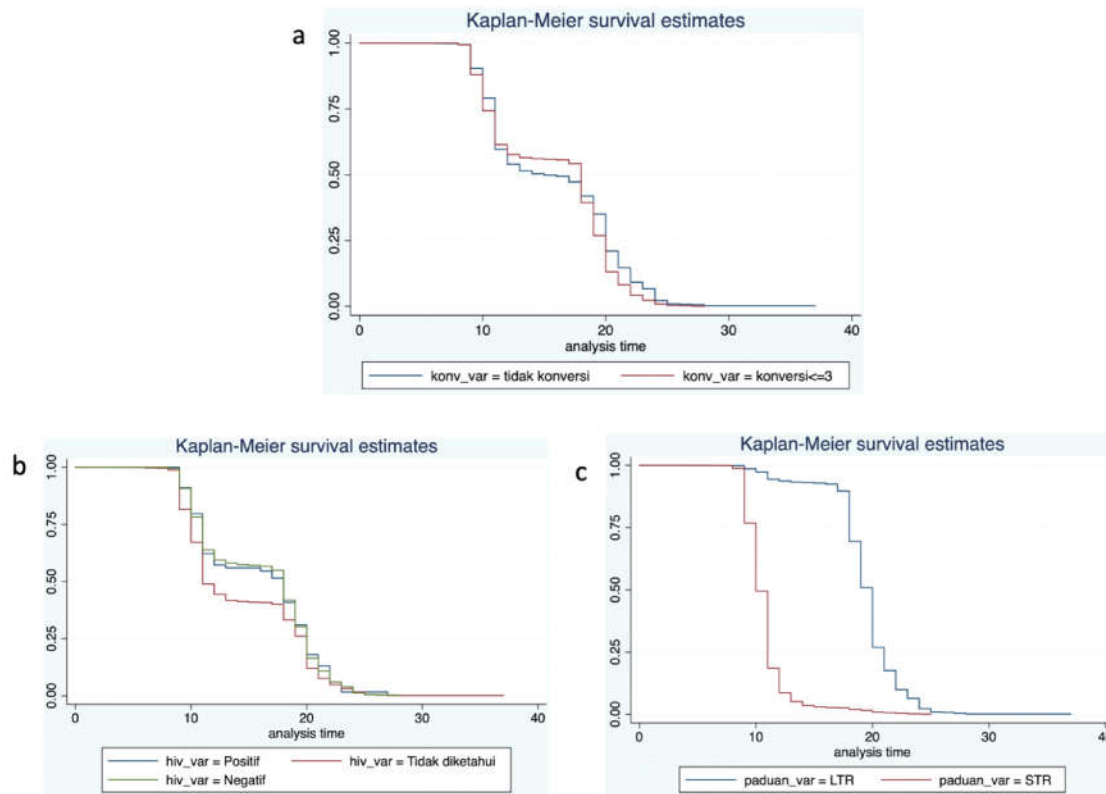 a
Kaplan-Meier survival estimates
1.00
0.75
0.50
0.25
0.00
0 10 20 30 40
analysis time
konv_var = tidak konversi konv_var = konversi<=3
b
Kaplan-Meier survival estimates
1.00
0.75
0.50
0.25
0.00
0 10 20 30 40
analysis time
hiv_var = Positif hiv_var = Tidak diketahui
hiv_var = Negatif
c
Kaplan-Meier survival estimates
1.00
0.75
0.50
0.25
0.00
0 10 20 30 40
analysis time
paduan_var = LTR paduan_var = STR